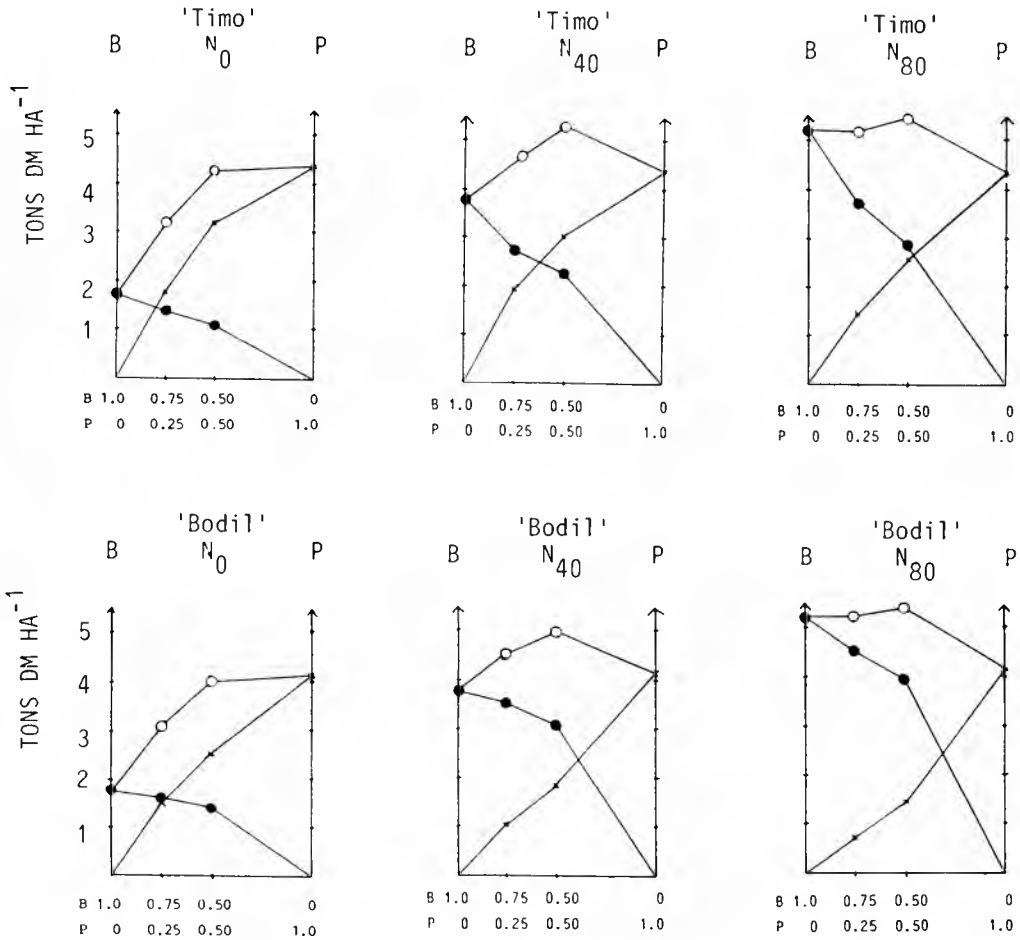 'Timo' 'Timo' 'Timo'
B N0 B N40 P B N80 P
P
TONS DM HA-1
5
4
3
2
1
B 1.0 0.75 0.50 0 B 1.0 0.75 0.50 0 B 1.0 0.75 0.50 0
P 0 0.25 0.50 1.0 P 0 0.25 0.50 1.0 P 0 0.25 0.50 1.0
'Bodil' 'Bodil' 'Bodil'
B N0 P B N40 P B N80 P
TONS DM HA-1
5
4
3
2
1
B 1.0 0.75 0.50 0 B 1.0 0.75 0.50 0 B 1.0 0.75 0.50 0
P 0 0.25 0.50 1.0 P 0 0.25 0.50 1.0 P 0 0.25 0.50 1.0